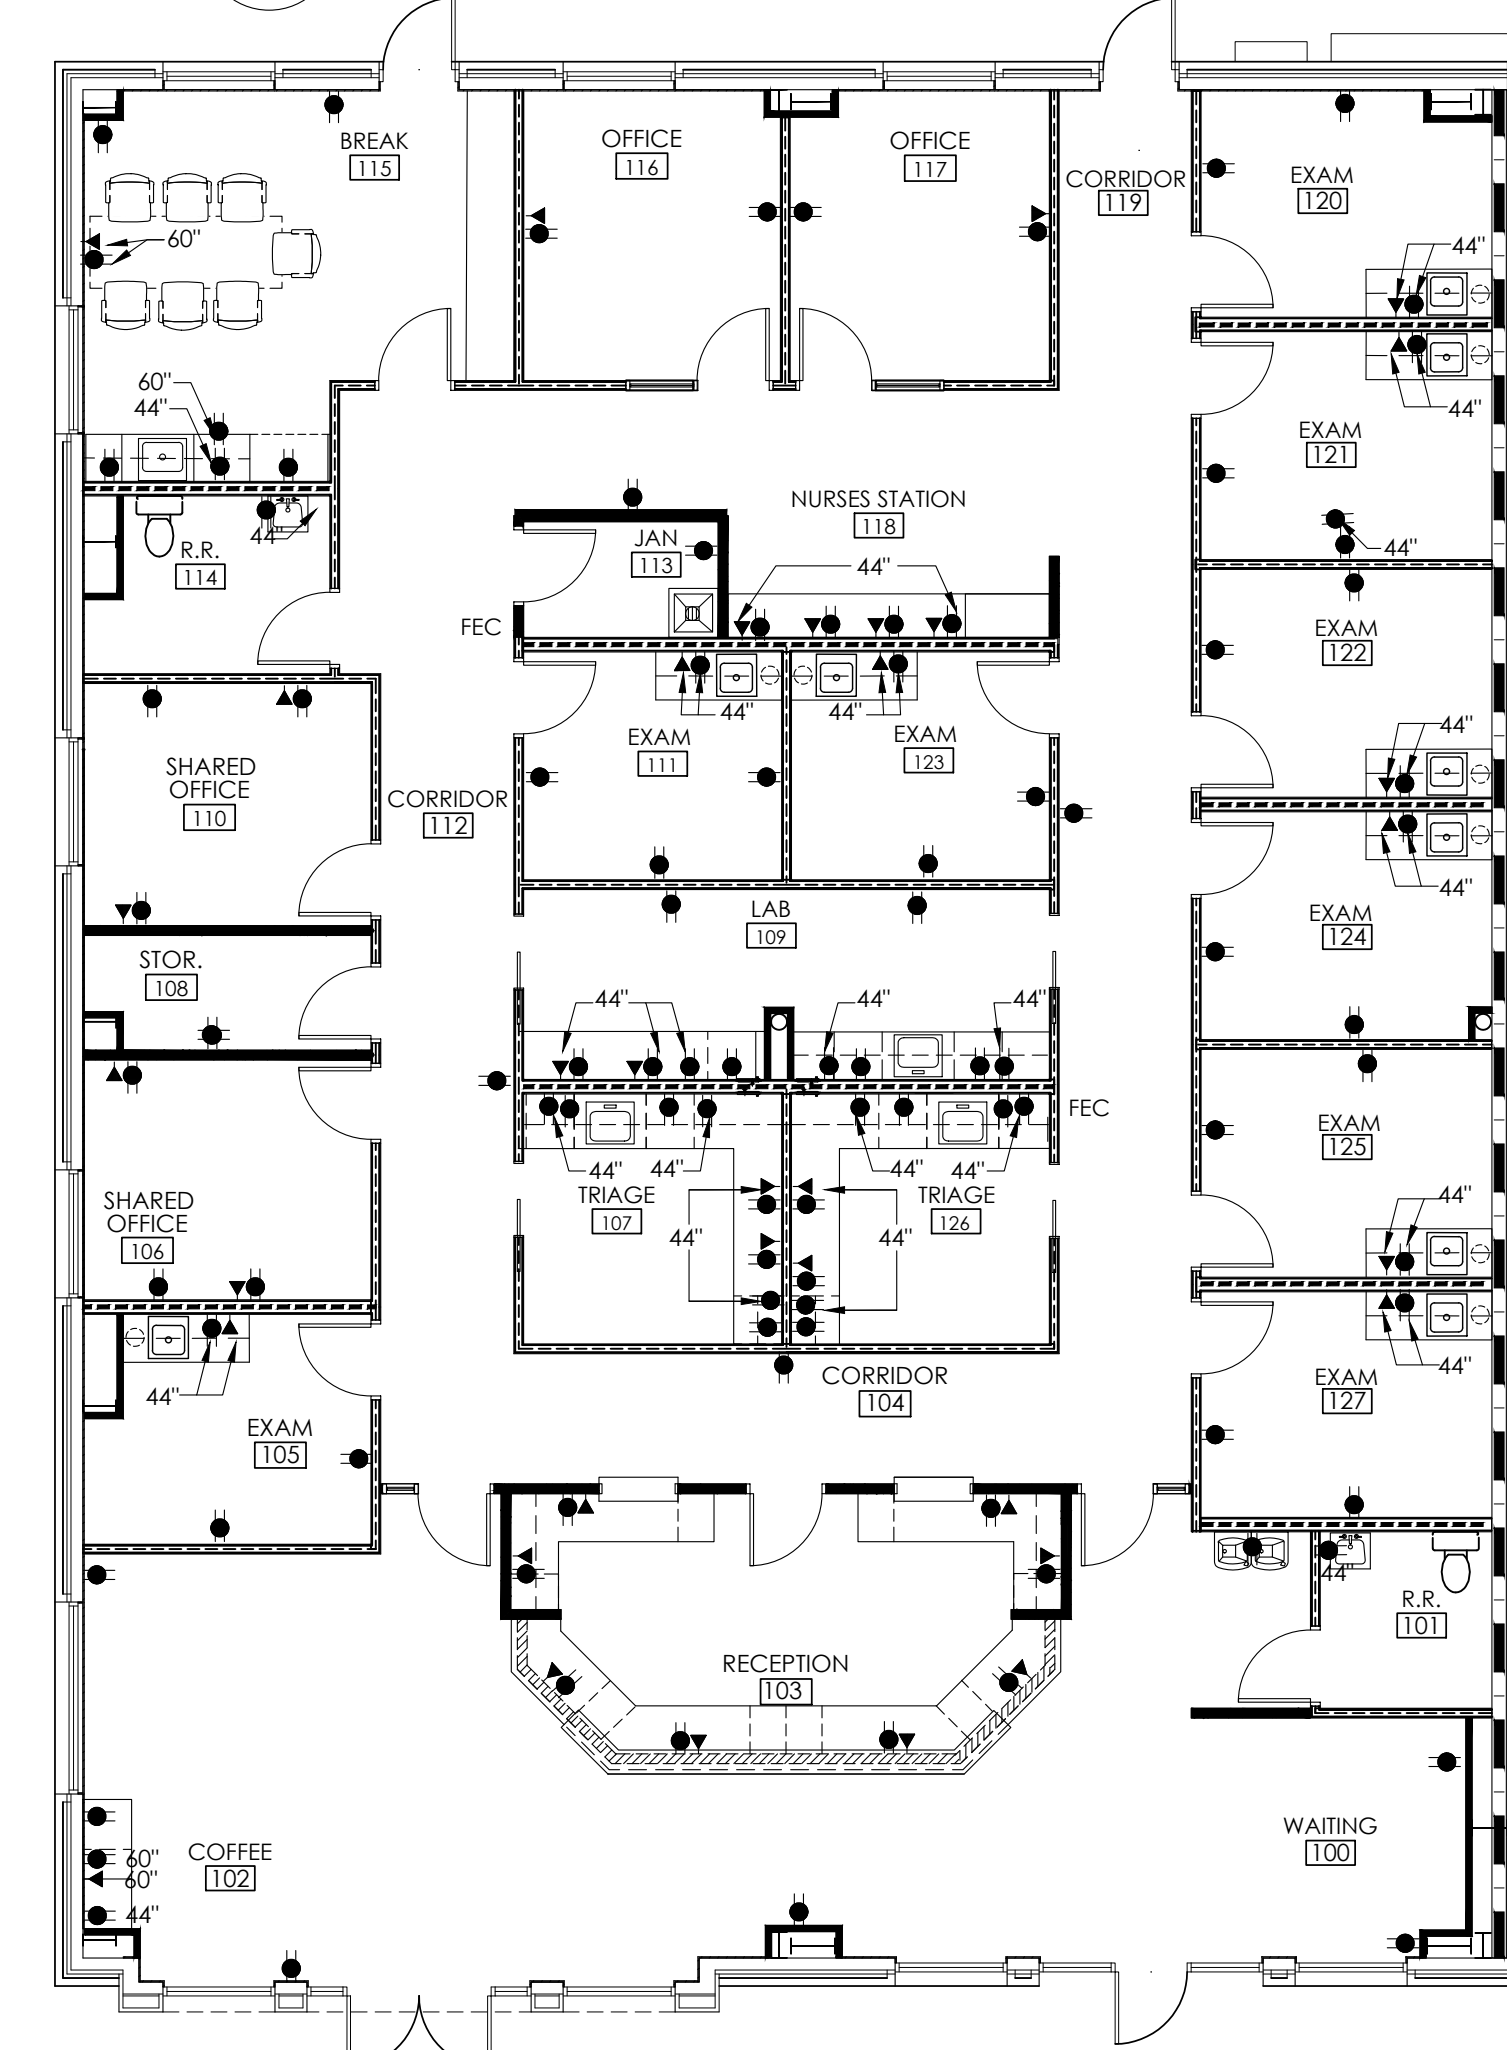 BREAK
115
OFFICE
116
OFFICE
117
CORRIDOR
119
EXAM
120
60"
44"
60"
44"
44"
EXAM
121
NURSES STATION
118
44"
JAN
113
44
R.R.
114
44"
FEC
EXAM
122
44"
44"
44"
EXAM
111
EXAM
123
SHARED
OFFICE
110
CORRIDOR
112
44"
LAB
109
EXAM
124
STOR.
108
44"
44"
44"
FEC
EXAM
125
44"
44"
44"
44"
TRIAGE
107
TRIAGE
126
44"
SHARED
OFFICE
106
44"
44"
44"
44"
CORRIDOR
104
EXAM
127
EXAM
105
44
R.R.
101
RECEPTION
103
WAITING
100
COFFEE
102
60"
60"
44"